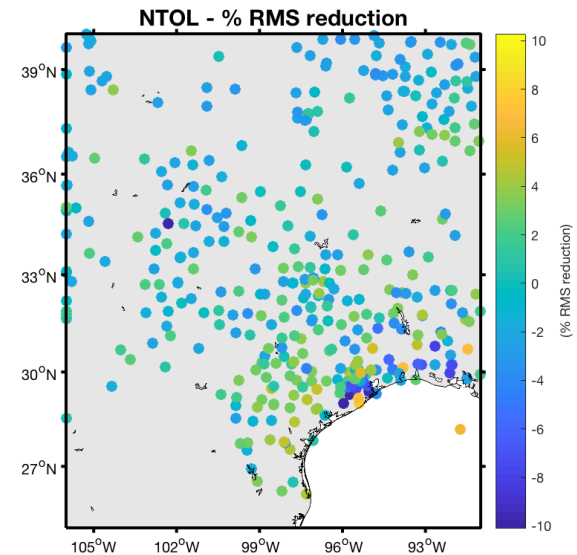 NTOL - % RMS reduction
39°N
36°N
33°N
30°N
27°N
105°W
102°W
99°W
96°W
93°W
10
8
6
4
2
0
-2
-4
-6
-8
-10
(% RMS reduction)